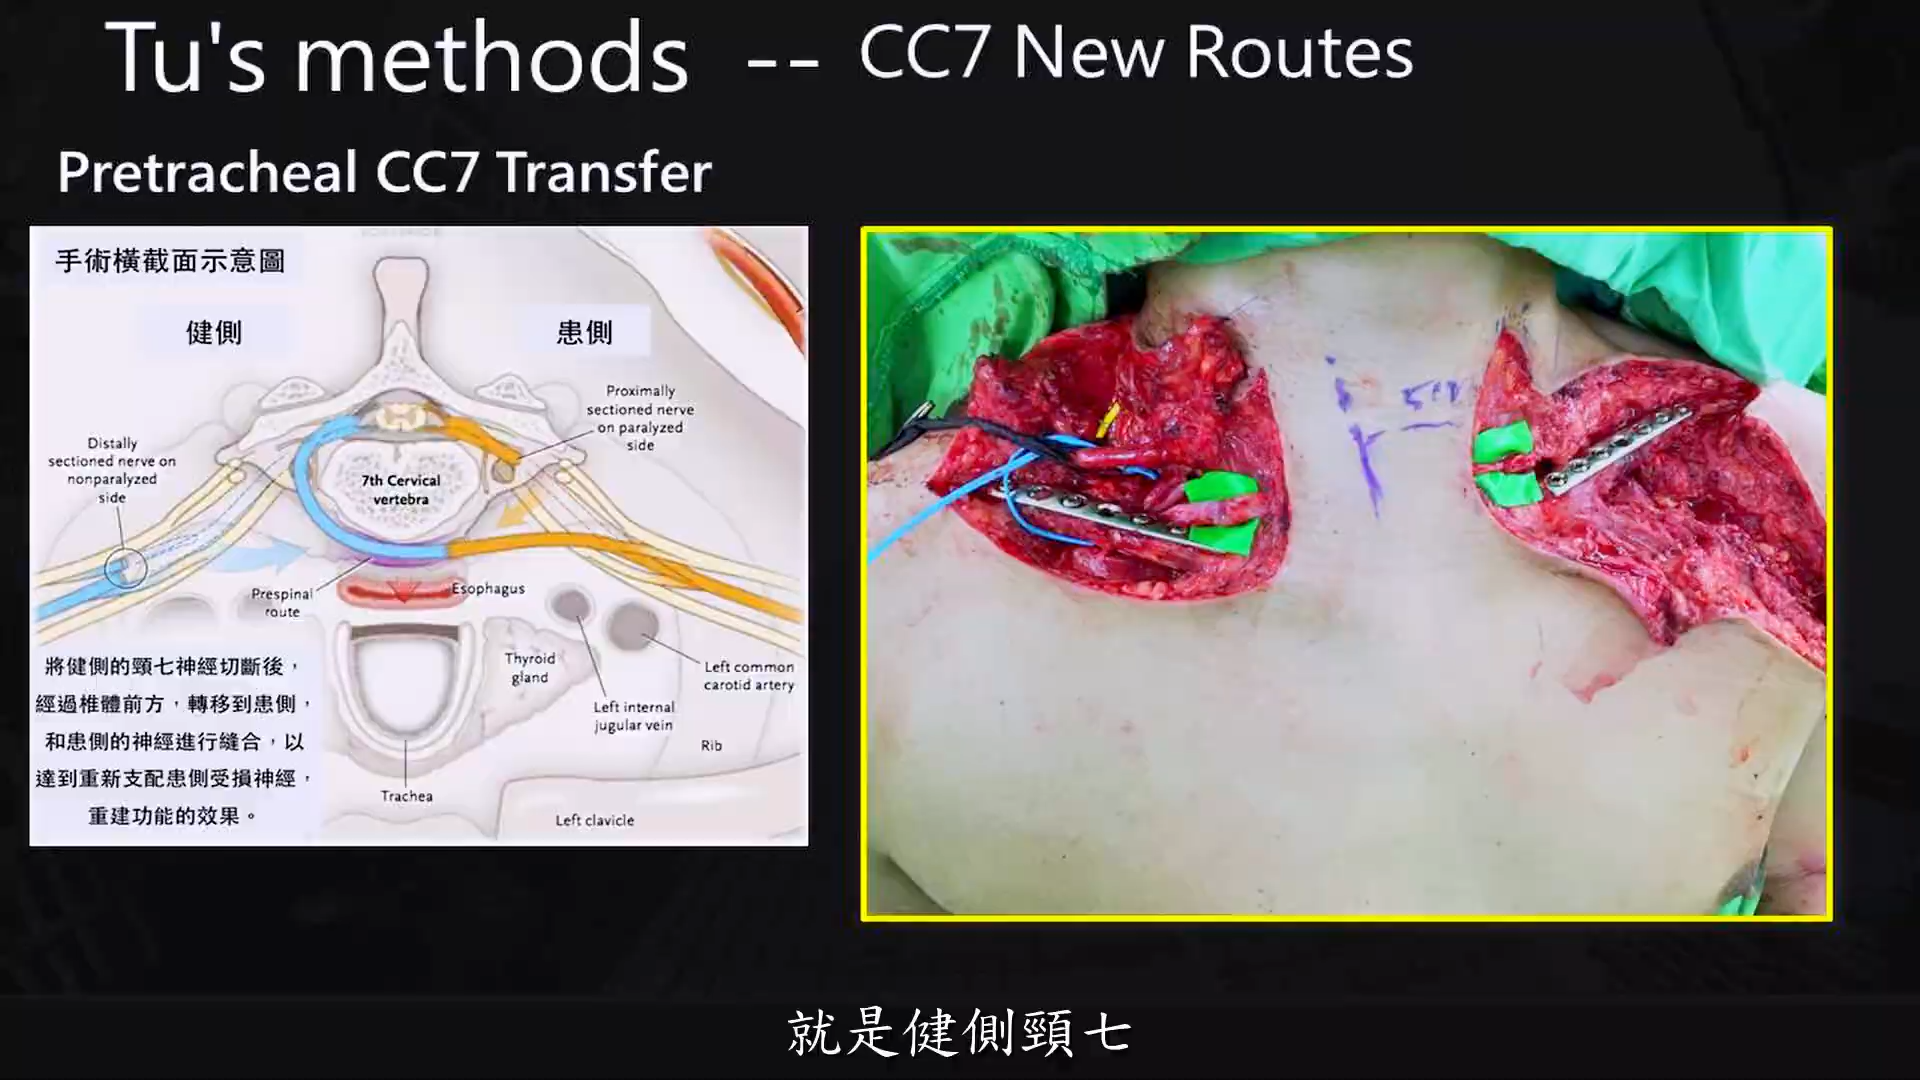 Tu's methods -- CC7 New Routes
Pretracheal CC7 Transfer
手術橫截面示意圖
健側
患側
Proximally
sectioned nerve
on paralyzed
side
Distally
sectioned nerve on
nonparalyzed
side
7th Cervical
vertebra
Prespinal
route
Esophagus
Thyroid
gland
Left common
carotid artery
Left internal
jugular vein
Rib
Trachea
Left clavicle
將健側的頸七神經切斷後，
經過椎體前方，轉移到患側，
和患側的神經進行縫合，以
達到重新支配患側受損神經，
重建功能的效果。
就是健側頸七